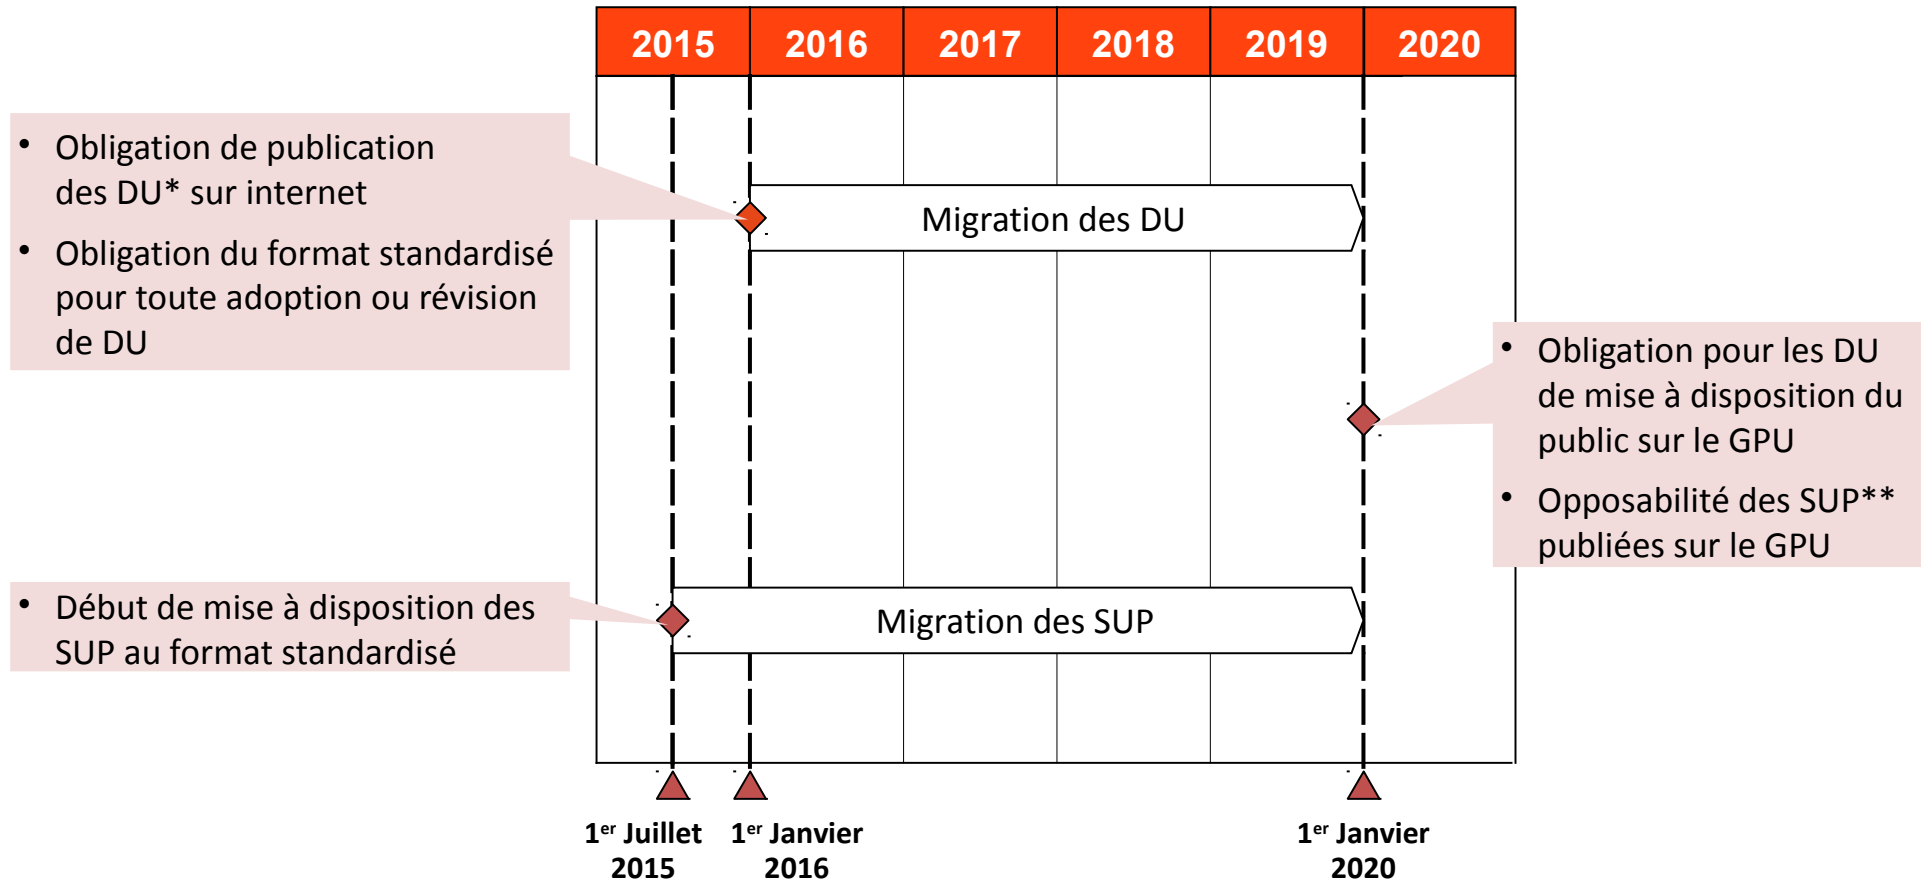 2015 2016 2017 2018 2019 2020
• Obligation de publication
des DU* sur internet
• Obligation du format standardisé
pour toute adoption ou révision
de DU
Migration des DU
• Obligation pour les DU
de mise à disposition du
public sur le GPU
• Opposabilité des SUP**
publiées sur le GPU
• Début de mise à disposition des
SUP au format standardisé
Migration des SUP
1er Juillet
2015
1er Janvier
2016
1er Janvier
2020